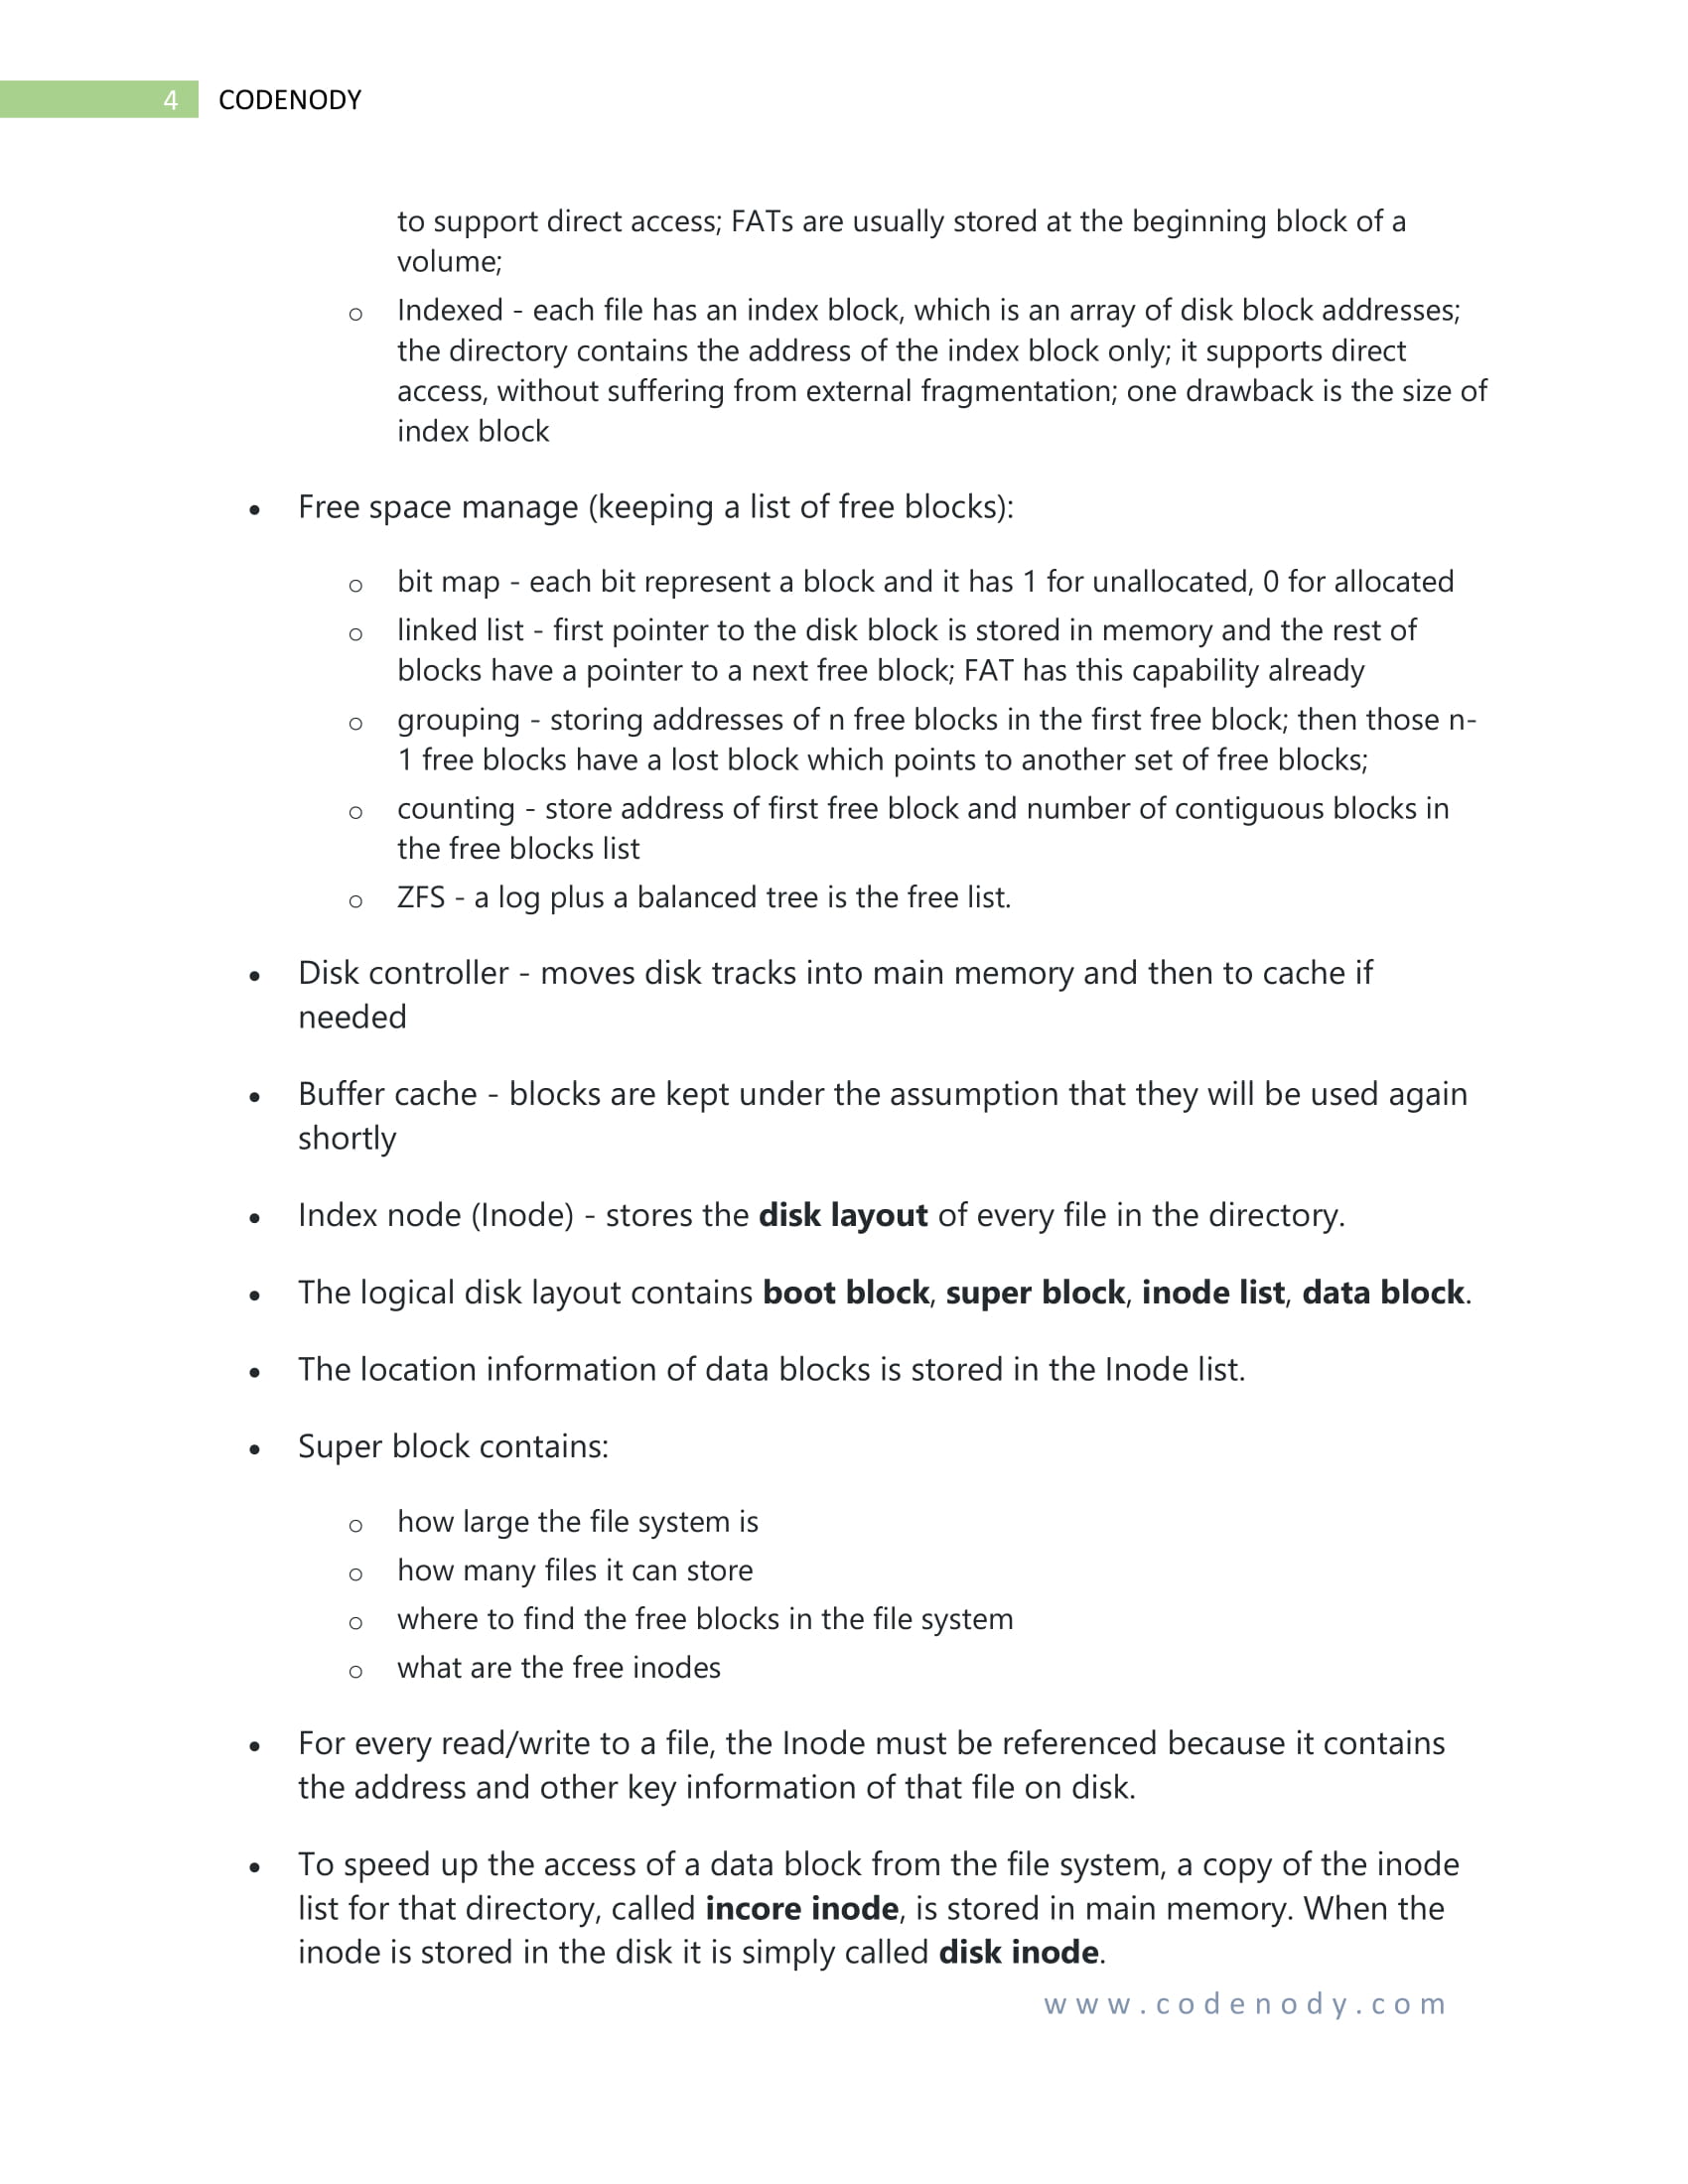 4 CODENODY
to support direct access; FATs are usually stored at the beginning block of a
volume;
o Indexed - each file has an index block, which is an array of disk block addresses;
the directory contains the address of the index block only; it supports direct
access, without suffering from external fragmentation; one drawback is the size of
index block
• Free space manage (keeping a list of free blocks):
o bit map - each bit represent a block and it has 1 for unallocated, 0 for allocated
o linked list - first pointer to the disk block is stored in memory and the rest of
blocks have a pointer to a next free block; FAT has this capability already
o grouping - storing addresses of n free blocks in the first free block; then those n-
1 free blocks have a lost block which points to another set of free blocks;
o counting - store address of first free block and number of contiguous blocks in
the free blocks list
o ZFS - a log plus a balanced tree is the free list.
• Disk controller - moves disk tracks into main memory and then to cache if
needed
• Buffer cache - blocks are kept under the assumption that they will be used again
shortly
• Index node (Inode) - stores the disk layout of every file in the directory.
• The logical disk layout contains boot block, super block, inode list, data block.
• The location information of data blocks is stored in the Inode list.
• Super block contains:
o how large the file system is
o how many files it can store
o where to find the free blocks in the file system
o what are the free inodes
• For every read/write to a file, the Inode must be referenced because it contains
the address and other key information of that file on disk.
• To speed up the access of a data block from the file system, a copy of the inode
list for that directory, called incore inode, is stored in main memory. When the
inode is stored in the disk it is simply called disk inode.
www.codenody.com